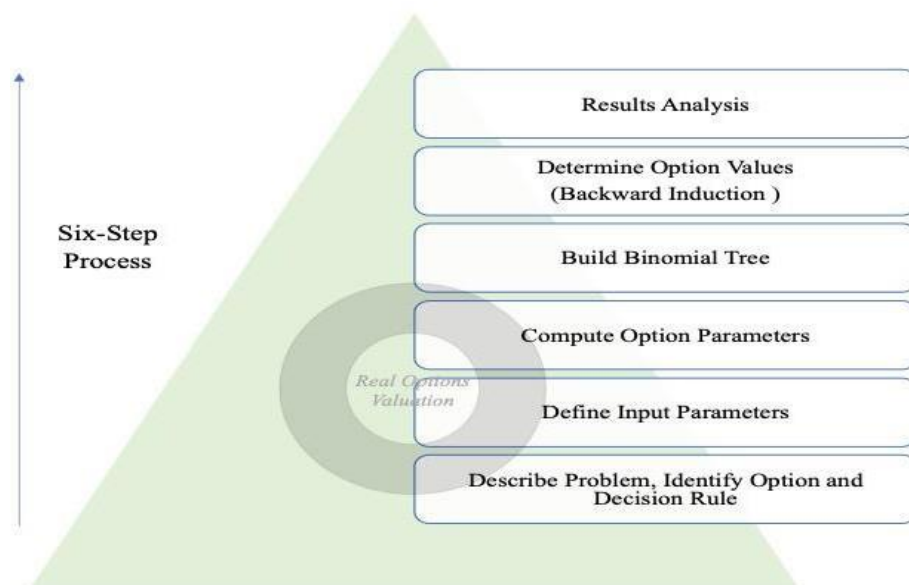 Results Analysis
Determine Option Values
(Backward Induction )
Six-Step
Process
Build Binomial Tree
Compute Option Parameters
Real Options
Valuation
Define Input Parameters
Describe Problem, Identify Option and
Decision Rule